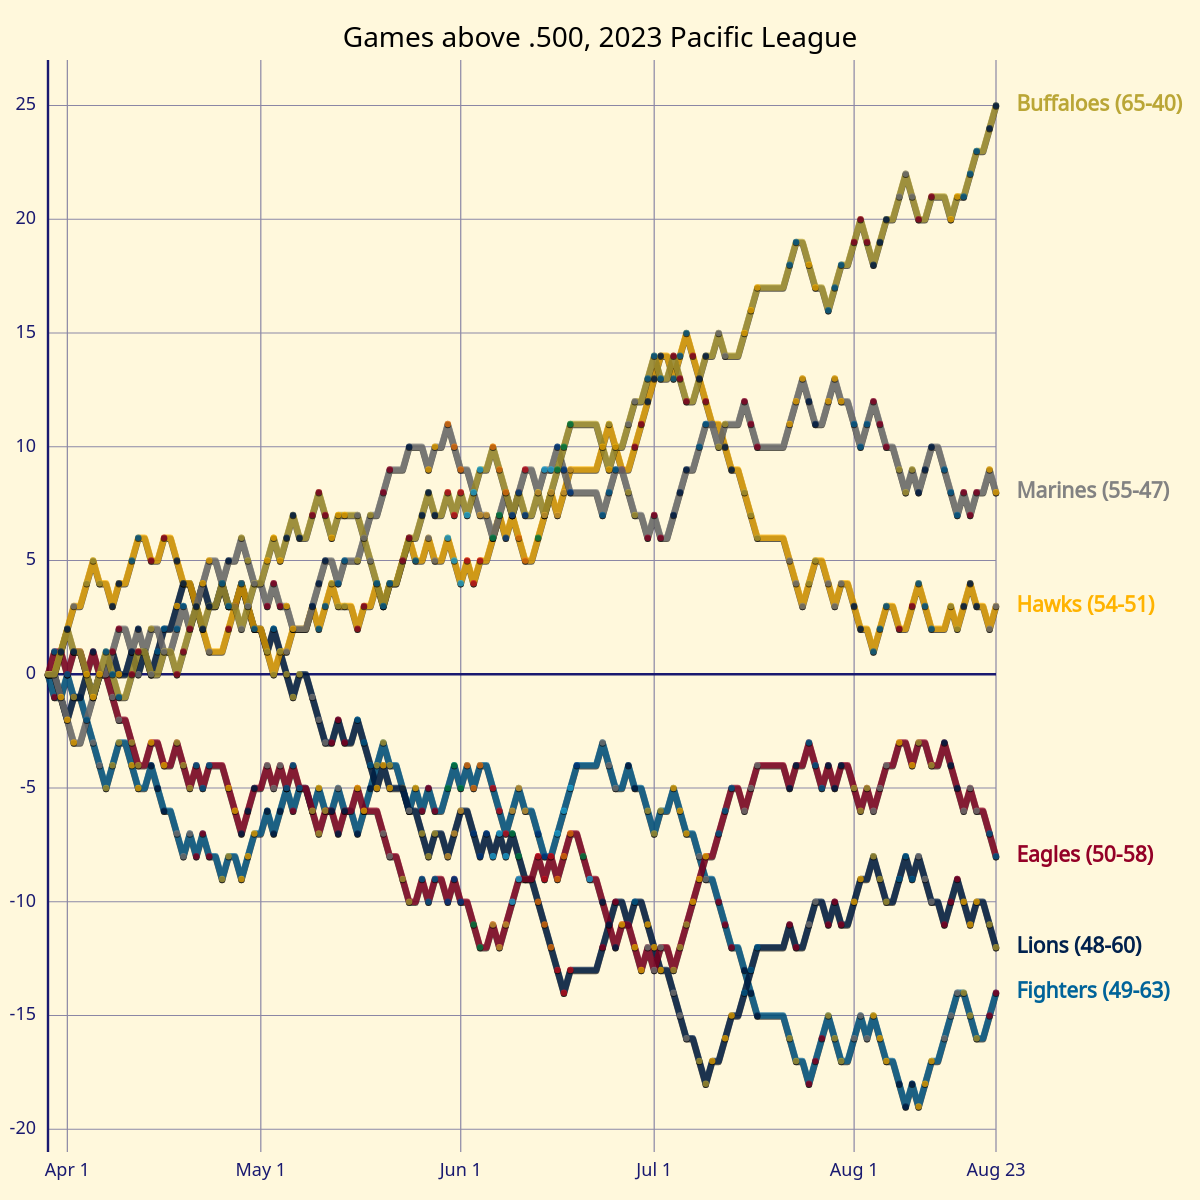 Games above .500, 2023 Pacific League
25
20
15
10
5
0
-5
-10
-15
-20
Buffaloes (65-40)
Marines (55-47)
Hawks (54-51)
Eagles (50-58)
Lions (48-60)
Fighters (49-63)
Apr 1
May 1
Jun 1
Jul 1
Aug 1
Aug 23